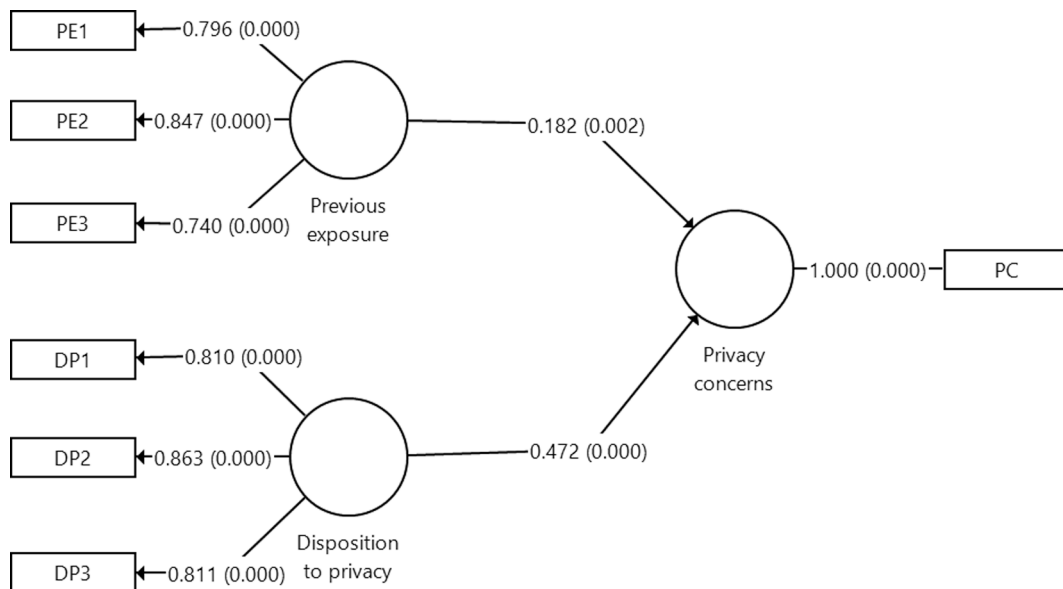 PE1
0.796 (0.000)
PE2
0.847 (0.000)
0.182 (0.002)
PE3
0.740 (0.000)
Previous
exposure
1.000 (0.000)
PC
DP1
0.810 (0.000)
Privacy
concerns
DP2
0.863 (0.000)
0.472 (0.000)
Disposition
to privacy
DP3
0.811 (0.000)